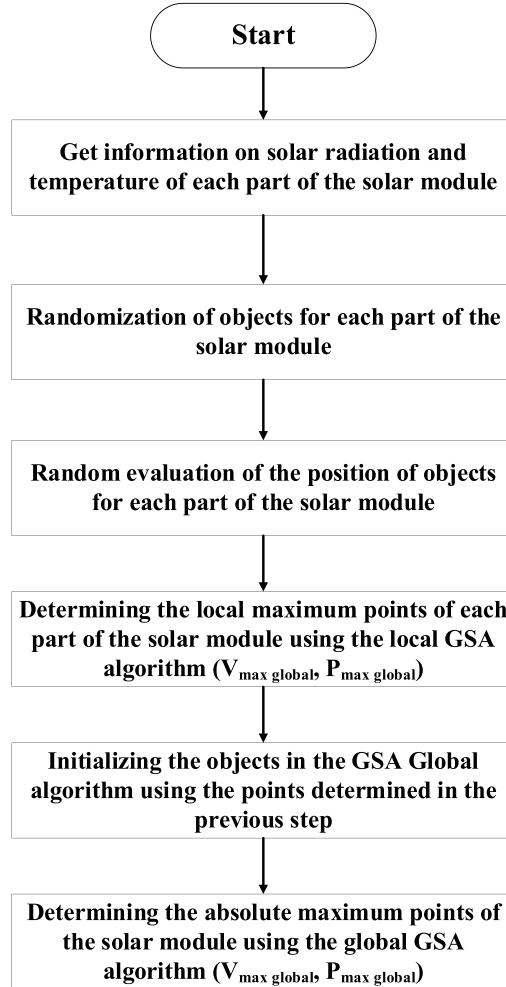 Start
Get information on solar radiation and
temperature of each part of the solar module
Randomization of objects for each part of the
solar module
Random evaluation of the position of objects
for each part of the solar module
Determining the local maximum points of each
part of the solar module using the local GSA
algorithm (Vmax global, Pmax global)
Initializing the objects in the GSA Global
algorithm using the points determined in the
previous step
Determining the absolute maximum points of
the solar module using the global GSA
algorithm (Vmax global, Pmax global)